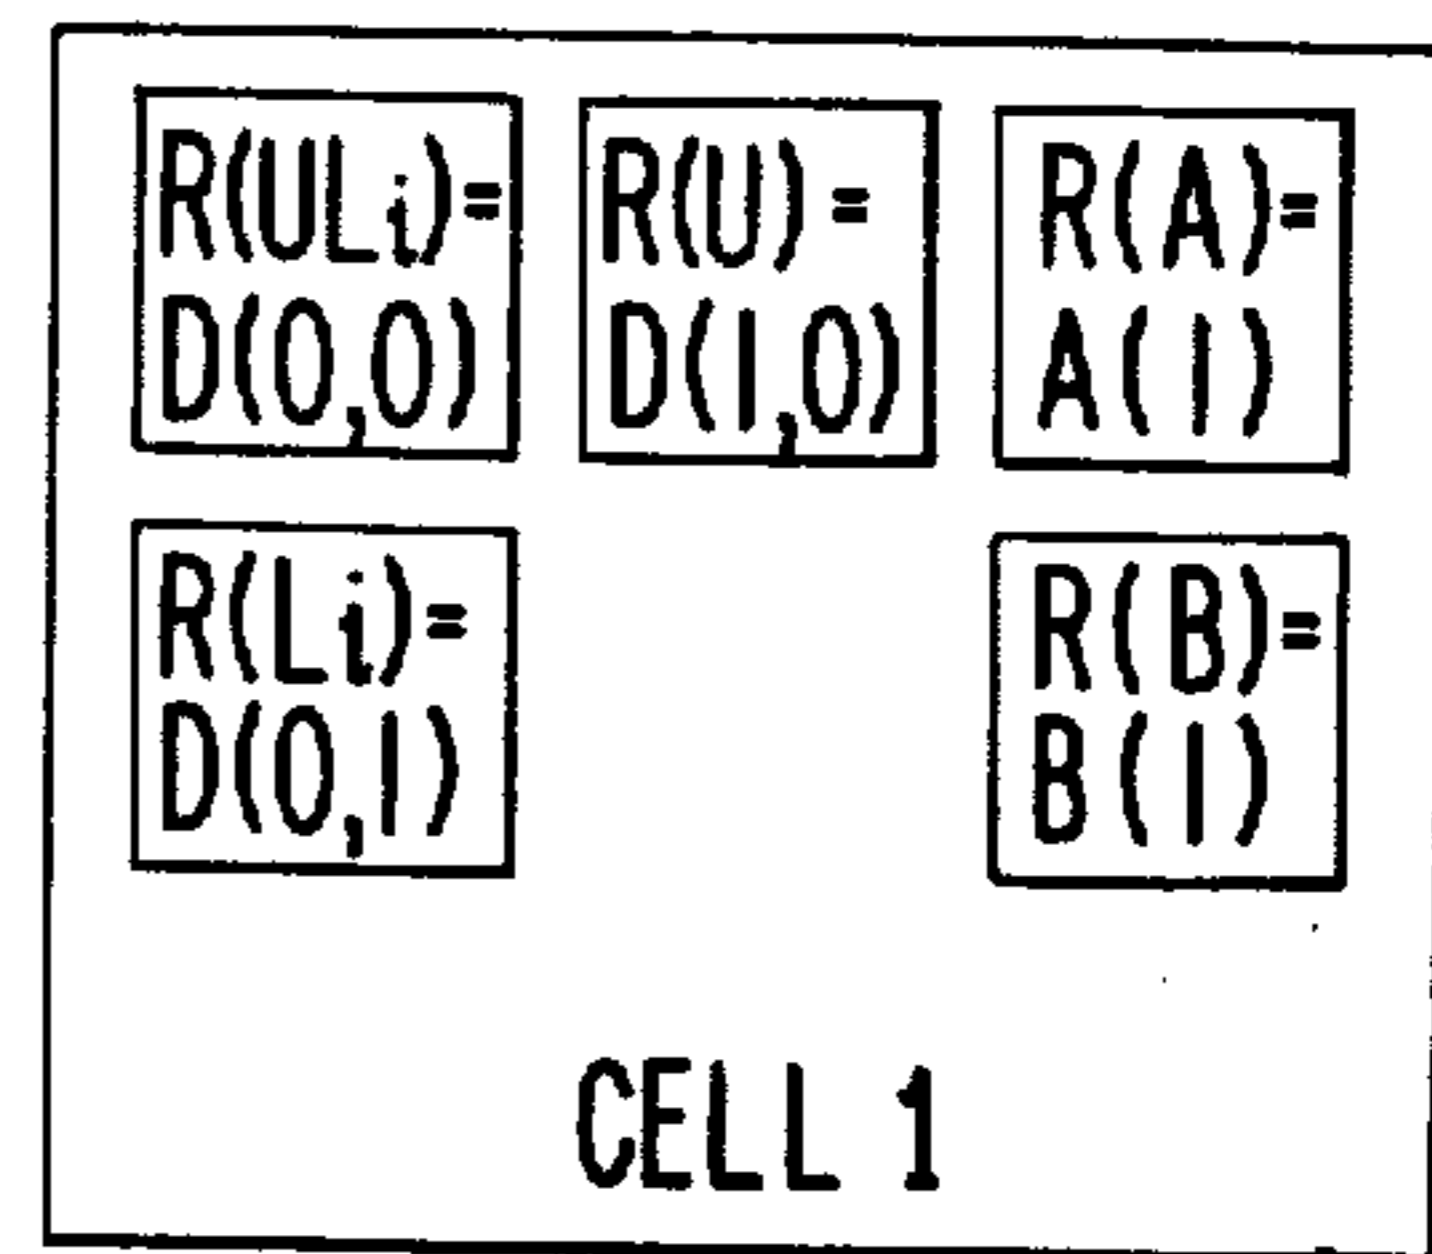 R(ULi)=
D(0,0)
R(U)=
D(1,0)
R(A)=
A(1)
R(Li)=
D(0,1)
R(B)=
B(1)
CELL 1